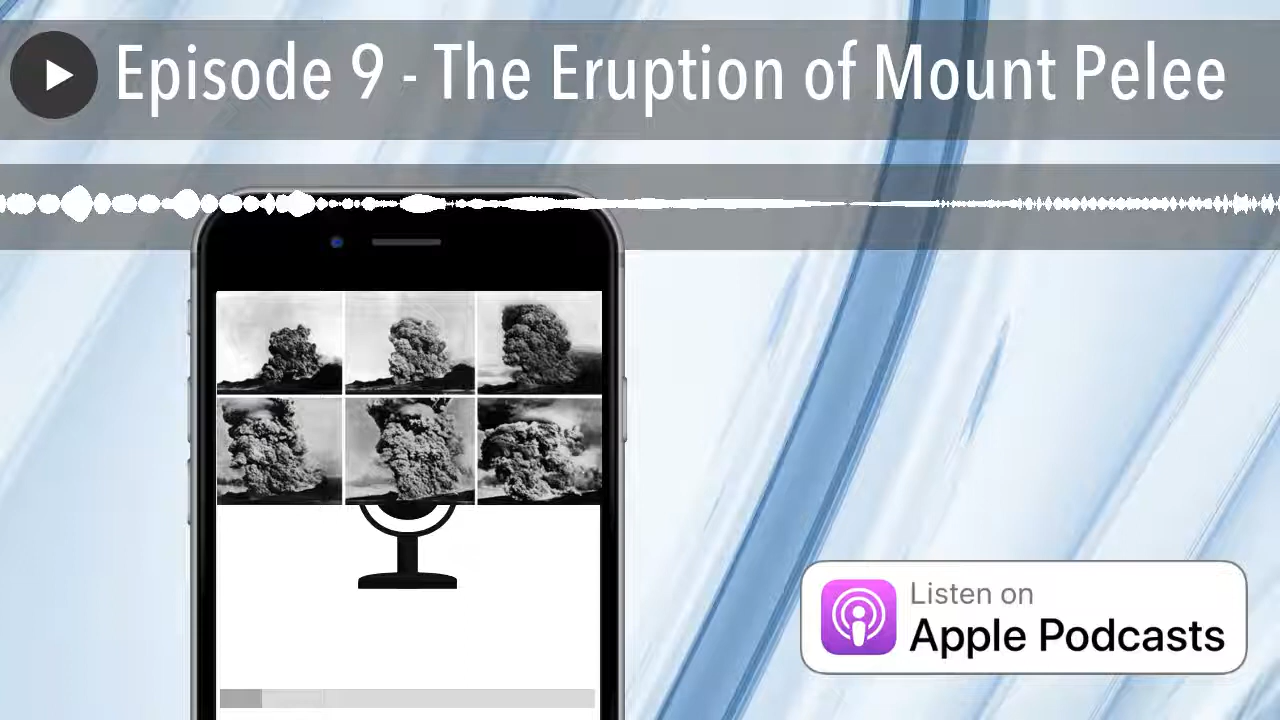 Episode 9 - The Eruption of Mount Pelee
Listen on
Apple Podcasts